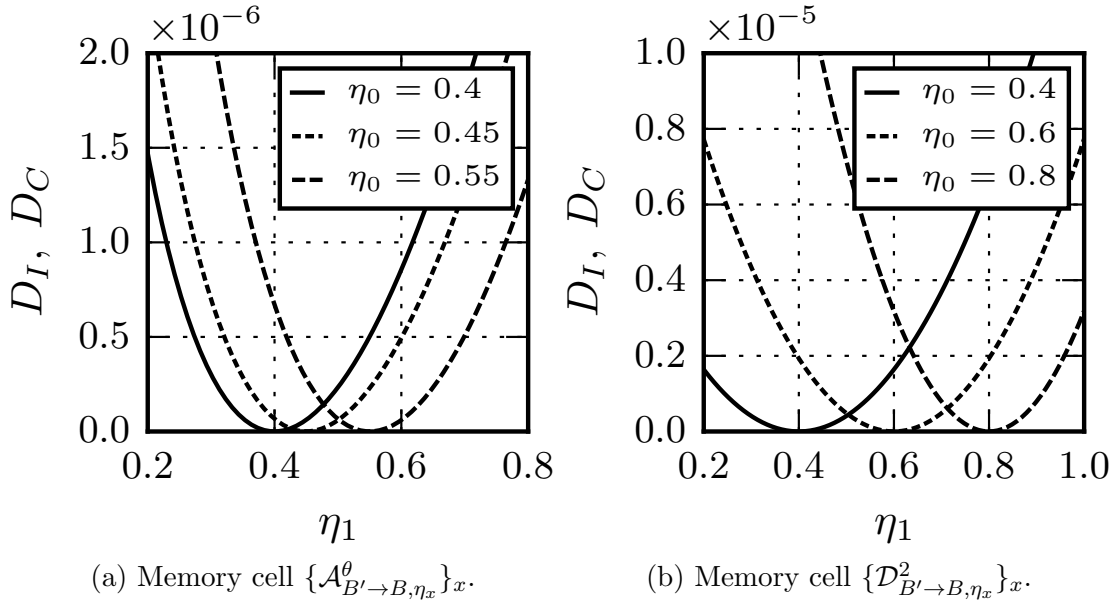 ×10⁻⁶
2.0
1.5
1.0
0.5
0.0
D_I, D_C
η₀ = 0.4
η₀ = 0.45
η₀ = 0.55
0.2 0.4 0.6 0.8
η₁
(a) Memory cell {𝒜^θ_{B′→B,η_x}}_x.
×10⁻⁵
1.0
0.8
0.6
0.4
0.2
0.0
D_I, D_C
η₀ = 0.4
η₀ = 0.6
η₀ = 0.8
0.2 0.4 0.6 0.8 1.0
η₁
(b) Memory cell {𝒟²_{B′→B,η_x}}_x.